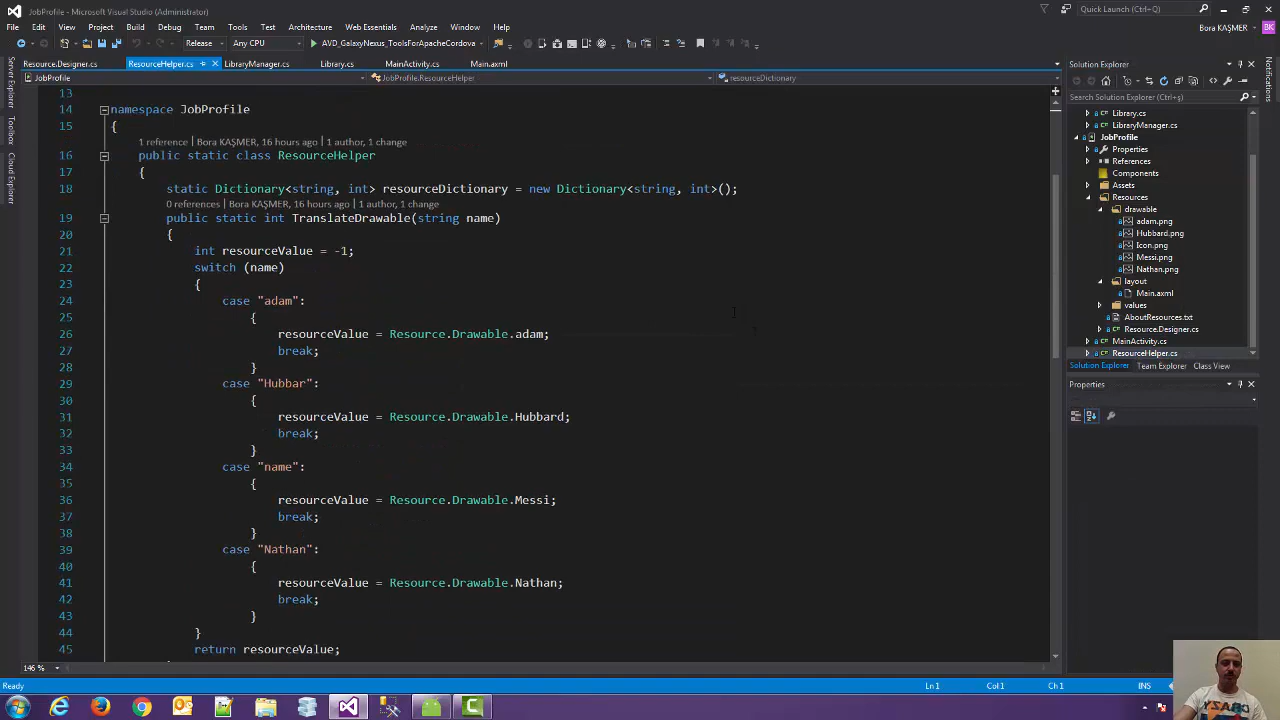 JobProfile - Microsoft Visual Studio (Administrator)
Quick Launch (Ctrl+Q)
File Edit View Project Build Debug Team Tools Architecture Test Web Essentials Analyze Window Help
Bora KAŞMER BK
Release Any CPU AVD_GalaxyNexus_ToolsForApacheCordova
Resource.Designer.cs ResourceHelper.cs LibraryManager.cs Library.cs MainActivity.cs Main.axml
JobProfile JobProfile.ResourceHelper resourceDictionary
Server Explorer
Toolbox
Cloud Explorer
13
14 namespace JobProfile
15 {
1 reference | Bora KAŞMER, 16 hours ago | 1 author, 1 change
16 public static class ResourceHelper
17 {
18 static Dictionary<string, int> resourceDictionary = new Dictionary<string, int>();
0 references | Bora KAŞMER, 16 hours ago | 1 author, 1 change
19 public static int TranslateDrawable(string name)
20 {
21 int resourceValue = -1;
22 switch (name)
23 {
24 case "adam":
25 {
26 resourceValue = Resource.Drawable.adam;
27 break;
28 }
29 case "Hubbar":
30 {
31 resourceValue = Resource.Drawable.Hubbard;
32 break;
33 }
34 case "name":
35 {
36 resourceValue = Resource.Drawable.Messi;
37 break;
38 }
39 case "Nathan":
40 {
41 resourceValue = Resource.Drawable.Nathan;
42 break;
43 }
44 }
45 return resourceValue;
146 %
Solution Explorer
Search Solution Explorer (Ctrl+ş)
Library.cs
LibraryManager.cs
JobProfile
Properties
References
Components
Assets
Resources
drawable
adam.png
Hubbard.png
Icon.png
Messi.png
Nathan.png
layout
Main.axml
values
AboutResources.txt
Resource.Designer.cs
MainActivity.cs
ResourceHelper.cs
Solution Explorer Team Explorer Class View
Properties
Notifications
Ready Ln 1 Col 1 Ch 1 INS